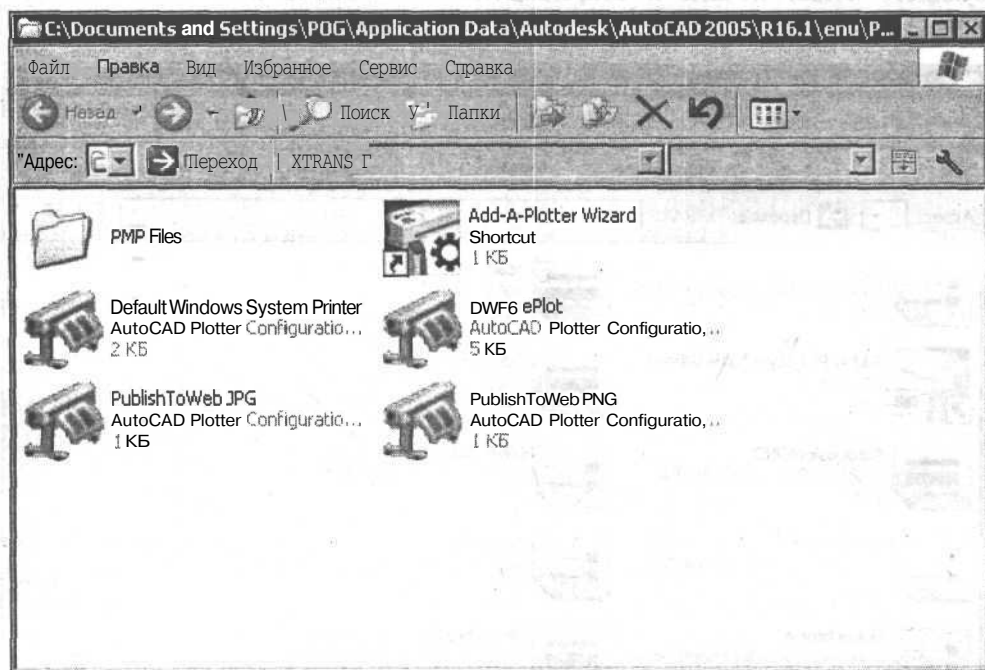 C:\Documents and Settings\POG\Application Data\Autodesk\AutoCAD 2005\R16.1\enu\P...
Файл Правка Вид Избранное Сервис Справка
Назад Поиск Папки
"Адрес: Переход | XTRANS Г
PMP Files
Add-A-Plotter Wizard
Shortcut
1 КБ
Default Windows System Printer
AutoCAD Plotter Configuratio...
2 КБ
DWF6 ePlot
AutoCAD Plotter Configuratio,..
5 КБ
PublishToWeb JPG
AutoCAD Plotter Configuratio...
1 КБ
PublishToWeb PNG
AutoCAD Plotter Configuratio,..
1 КБ